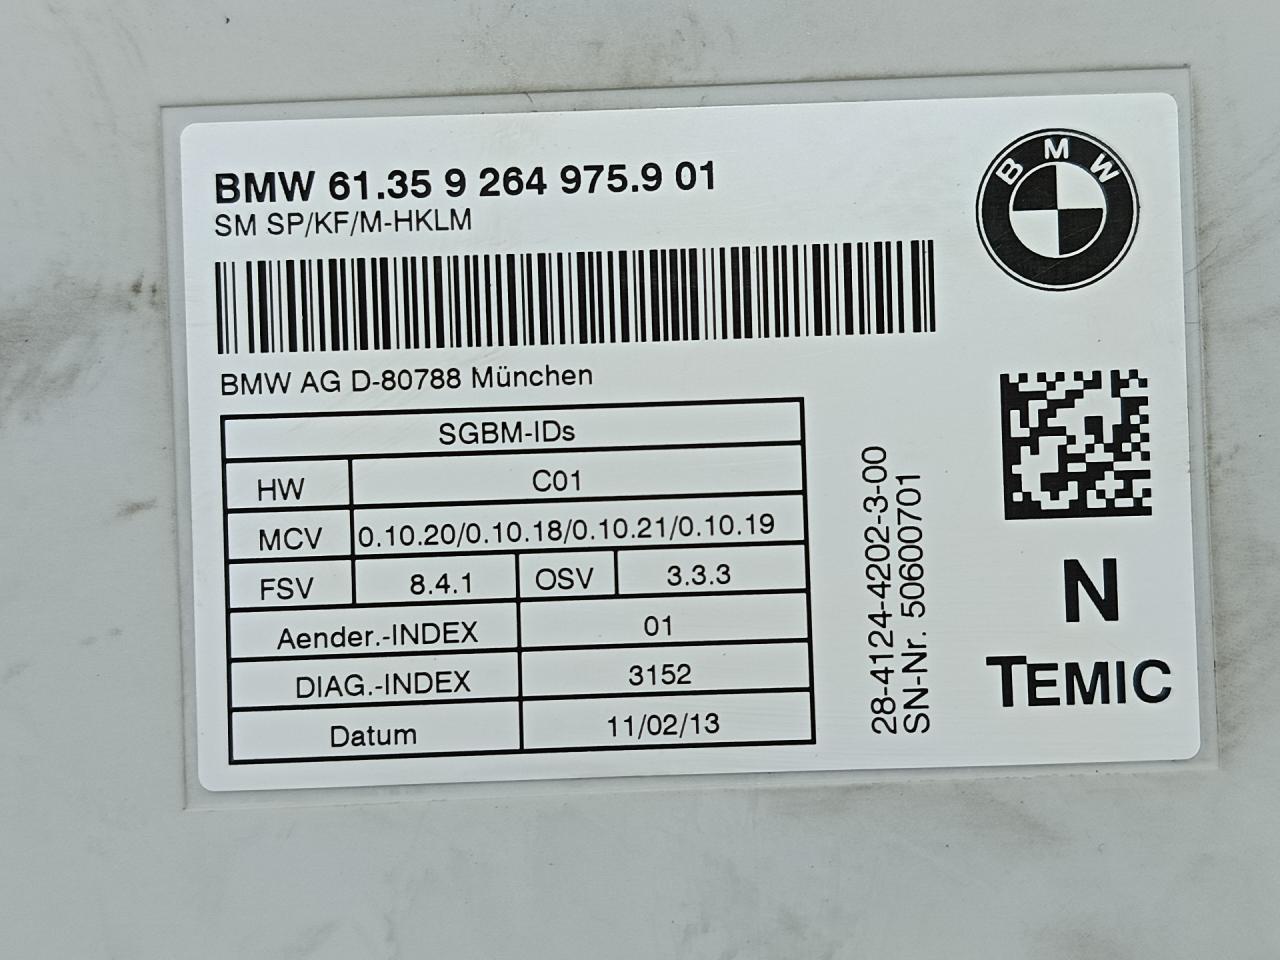 BMW 61.35 9 264 975.9 01
SM SP/KF/M-HKLM
BMW
BMW AG D-80788 München
SGBM-IDs
HW C01
MCV 0.10.20/0.10.18/0.10.21/0.10.19
FSV 8.4.1 OSV 3.3.3
Aender.-INDEX 01
DIAG.-INDEX 3152
Datum 11/02/13
28-4124-4202-3-00
SN-Nr. 50600701
N
TEMIC